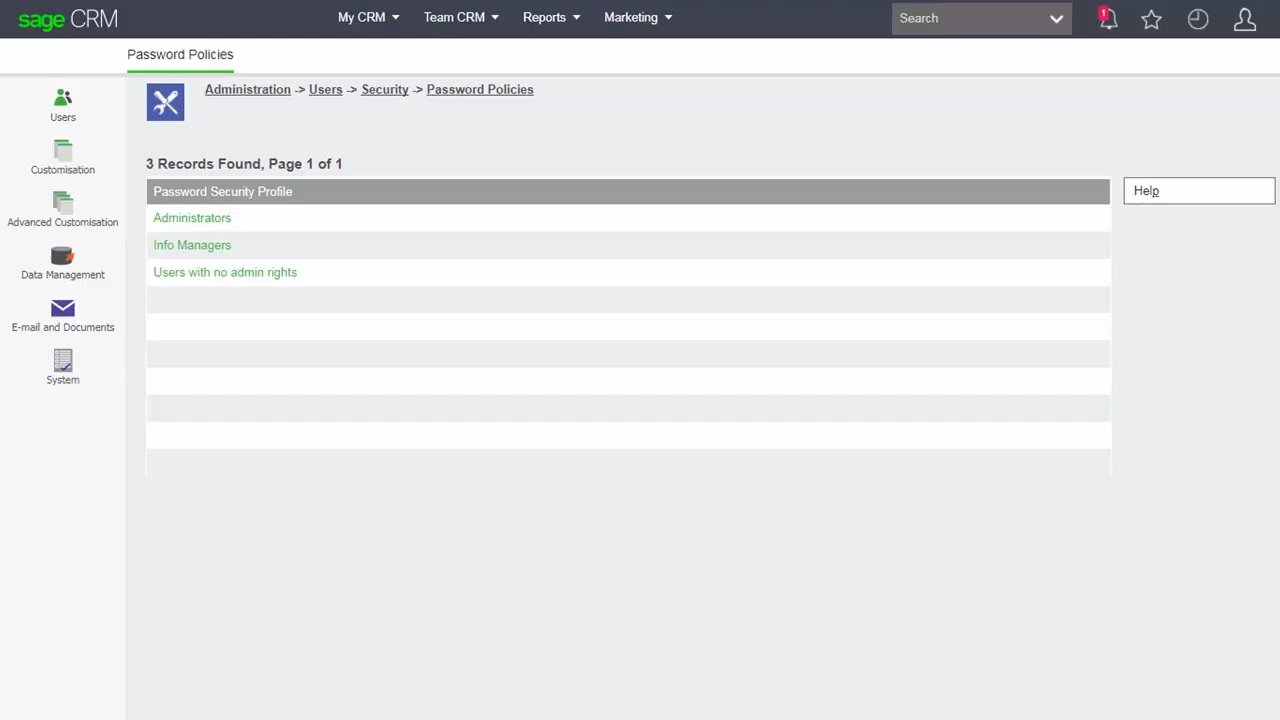 sage CRM
My CRM
Team CRM
Reports
Marketing
Search
1
Password Policies
Users
Customisation
Advanced Customisation
Data Management
E-mail and Documents
System
Administration -> Users -> Security -> Password Policies
3 Records Found, Page 1 of 1
Password Security Profile
Administrators
Info Managers
Users with no admin rights
Help